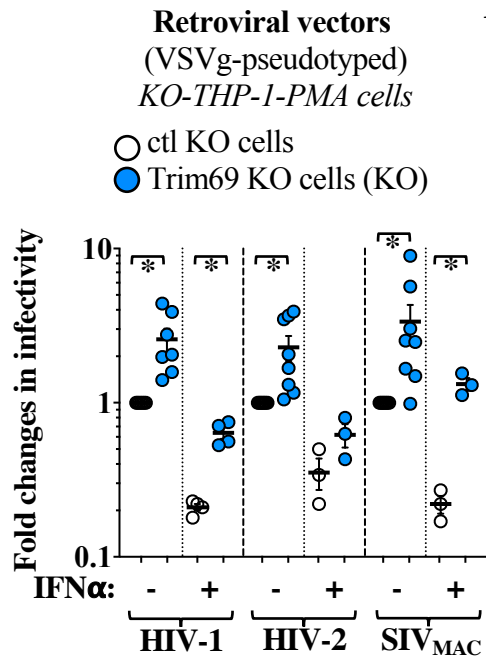 Retroviral vectors
(VSVg-pseudotyped)
KO-THP-1-PMA cells
ctl KO cells
Trim69 KO cells (KO)
Fold changes in infectivity
10
1
0.1
* * * * *
IFNα: - + - + - +
HIV-1 HIV-2 SIVMAC